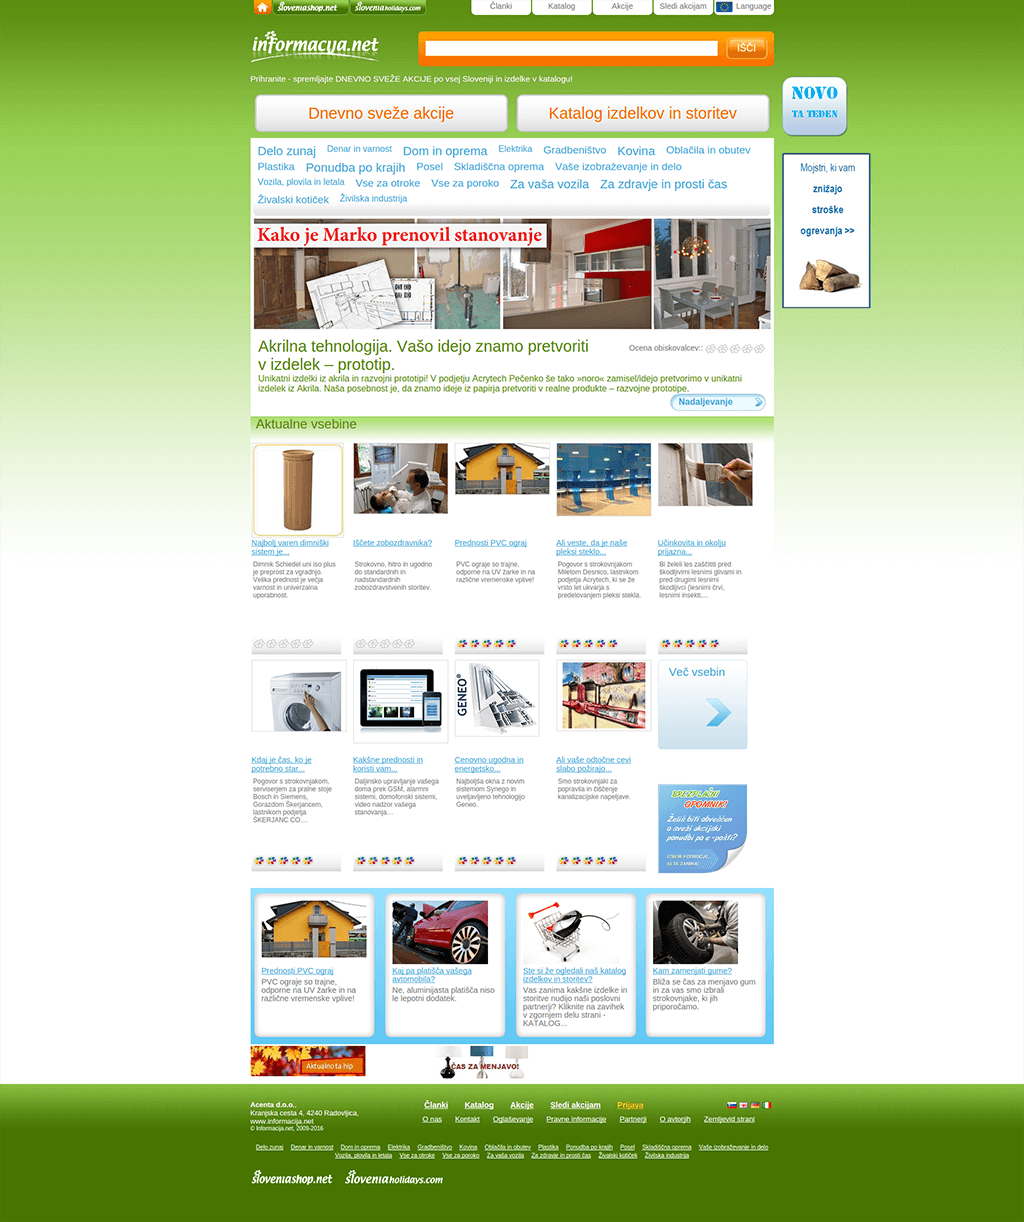 Sloveniashop.net Sloveniaholidays.com Članki Katalog Akcije Sledi akcijam Language
informacya.net IŠČI
Prihranite - spremljajte DNEVNO SVEŽE AKCIJE po vsej Sloveniji in izdelke v katalogu!
NOVO
TA TEDEN
Dnevno sveže akcije Katalog izdelkov in storitev
Delo zunaj Denar in varnost Dom in oprema Elektrika Gradbeništvo Kovina Oblačila in obutev
Plastika Ponudba po krajih Posel Skladiščna oprema Vaše izobraževanje in delo
Vozila, plovila in letala Vse za otroke Vse za poroko Za vaša vozila Za zdravje in prosti čas
Živalski kotiček Živilska industrija
Mojstri, ki vam
znižajo
stroške
ogrevanja >>
Kako je Marko prenovil stanovanje
Akrilna tehnologija. Vašo idejo znamo pretvoriti
v izdelek – prototip.
Ocena obiskovalcev::
Unikatni izdelki iz akrila in razvojni prototipi! V podjetju Acrytech Pečenko še tako »noro« zamisel/idejo pretvorimo v unikatni
izdelek iz Akrila. Naša posebnost je, da znamo ideje iz papirja pretvoriti v realne produkte – razvojne prototipe.
Nadaljevanje
Aktualne vsebine
Najbolj varen dimniški
sistem je...
Dimnik Schiedel uni iso plus
je preprost za vgradnjo.
Velika prednost je večja
varnost in univerzalna
uporabnost.
Iščete zobozdravnika?
Strokovno, hitro in ugodno
do standardnih in
nadstandardnih
zobozdravstvenih storitev.
Prednosti PVC ograj
PVC ograje so trajne,
odporne na UV žarke in na
različne vremenske vplive!
Ali veste, da je naše
pleksi steklo...
Pogovor s strokovnjakom
Miletom Desnico, lastnikom
podjetja Acrytech, ki se že
vrsto let ukvarja s
predelovanjem pleksi stekla.
Učinkovita in okolju
prijazna...
Bi želeli les zaščititi pred
škodljivimi lesnimi glivami in
pred drugimi lesnimi
škodljivci (lesnimi črvi,
lesnimi insekti,...
GENEO®
Več vsebin
Kdaj je čas, ko je
potrebno star...
Pogovor s strokovnjakom,
serviserjem za pralne stoje
Bosch in Siemens,
Gorazdom Škerjancem,
lastnikom podjetja
ŠKERJANC CO....
Kakšne prednosti in
koristi vam...
Daljinsko upravljanje vašega
doma prek GSM, alarmni
sistemi, domofonski sistemi,
video nadzor vašega
stanovanja....
Cenovno ugodna in
energetsko...
Najboljša okna z novim
sistemom Synego in
uveljavljeno tehnologijo
Geneo.
Ali vaše odtočne cevi
slabo požirajo...
Smo strokovnjaki za
popravila in čiščenje
kanalizacijske napeljave.
BREZPLAČNI
OPOMNIK!
Želiš biti obveščen
o sveži akcijski
ponudbi po e-pošti?
IZBERI PODROČJE,
KI TE ZANIMA!
Prednosti PVC ograj
PVC ograje so trajne,
odporne na UV žarke in na
različne vremenske vplive!
Kaj pa platišča vašega
avtomobila?
Ne, aluminijasta platišča niso
le lepotni dodatek.
Ste si že ogledali naš katalog
izdelkov in storitev?
Vas zanima kakšne izdelke in
storitve nudijo naši poslovni
partnerji? Kliknite na zavihek
v zgornjem delu strani -
KATALOG...
Kam zamenjati gume?
Bliža se čas za menjavo gum
in za vas smo izbrali
strokovnjake, ki jih
priporočamo.
Aktualno ta hip
ČAS ZA MENJAVO!
Acenta d.o.o.,
Kranjska cesta 4, 4240 Radovljica,
www.informacija.net
© Informacija.net, 2009-2016
Članki Katalog Akcije Sledi akcijam Prijava
O nas Kontakt Oglaševanje Pravne informacije Partnerji O avtorjih Zemljevid strani
Delo zunaj Denar in varnost Dom in oprema Elektrika Gradbeništvo Kovina Oblačila in obutev Plastika Ponudba po krajih Posel Skladiščna oprema Vaše izobraževanje in delo
Vozila, plovila in letala Vse za otroke Vse za poroko Za vaša vozila Za zdravje in prosti čas Živalski kotiček Živilska industrija
Sloveniashop.net Sloveniaholidays.com